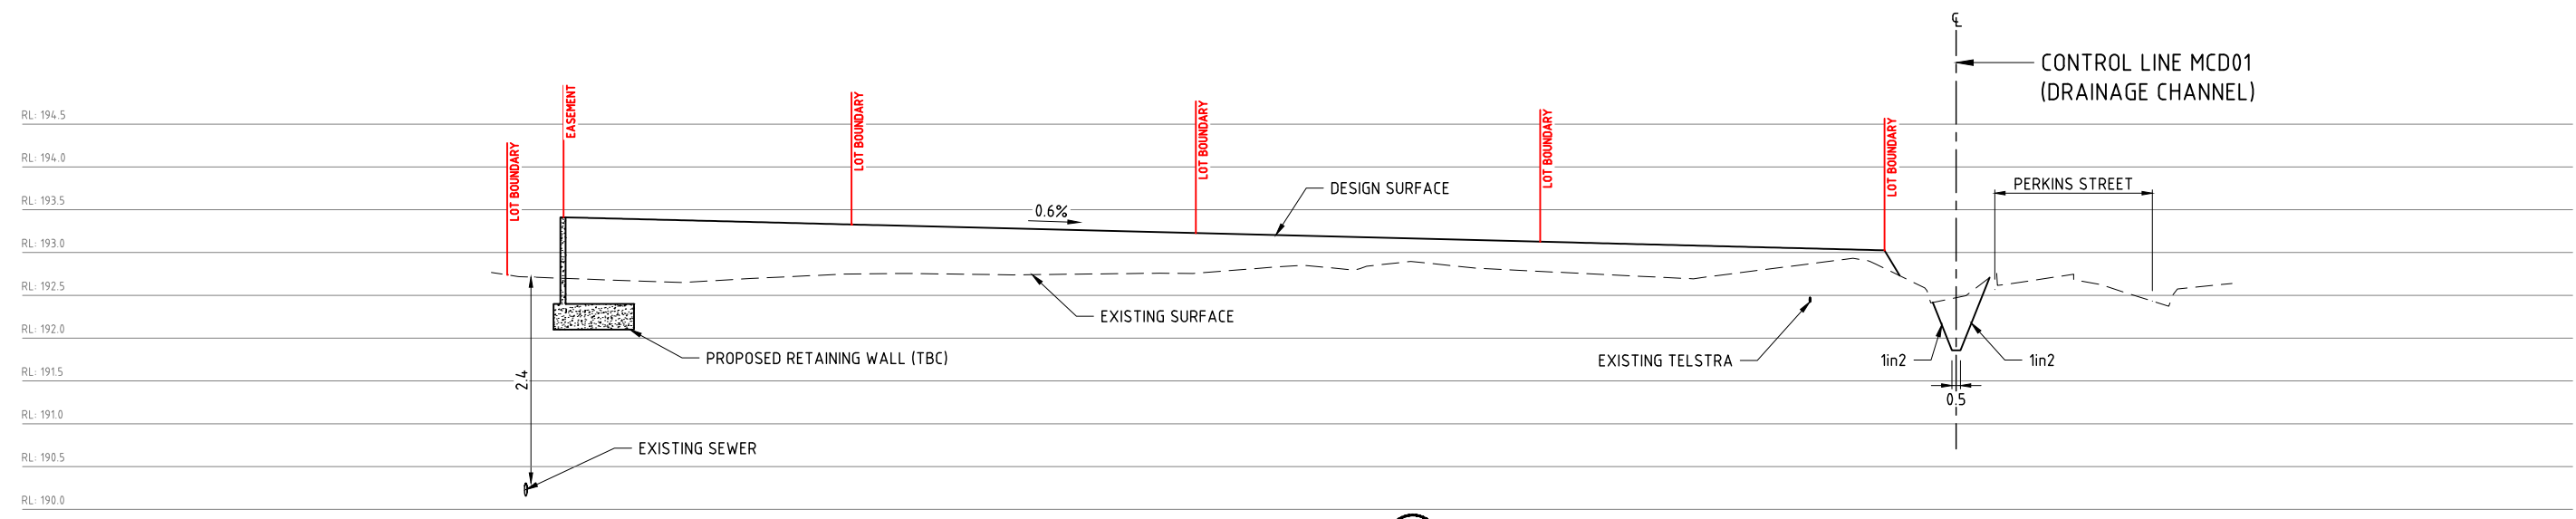 ℄
CONTROL LINE MCD01
(DRAINAGE CHANNEL)
RL: 194.5
EASEMENT
LOT BOUNDARY
LOT BOUNDARY
LOT BOUNDARY
LOT BOUNDARY
LOT BOUNDARY
RL: 194.0
RL: 193.5
DESIGN SURFACE
PERKINS STREET
0.6%
RL: 193.0
RL: 192.5
EXISTING SURFACE
RL: 192.0
PROPOSED RETAINING WALL (TBC)
EXISTING TELSTRA
1in2
1in2
RL: 191.5
2.4
0.5
RL: 191.0
RL: 190.5
EXISTING SEWER
RL: 190.0